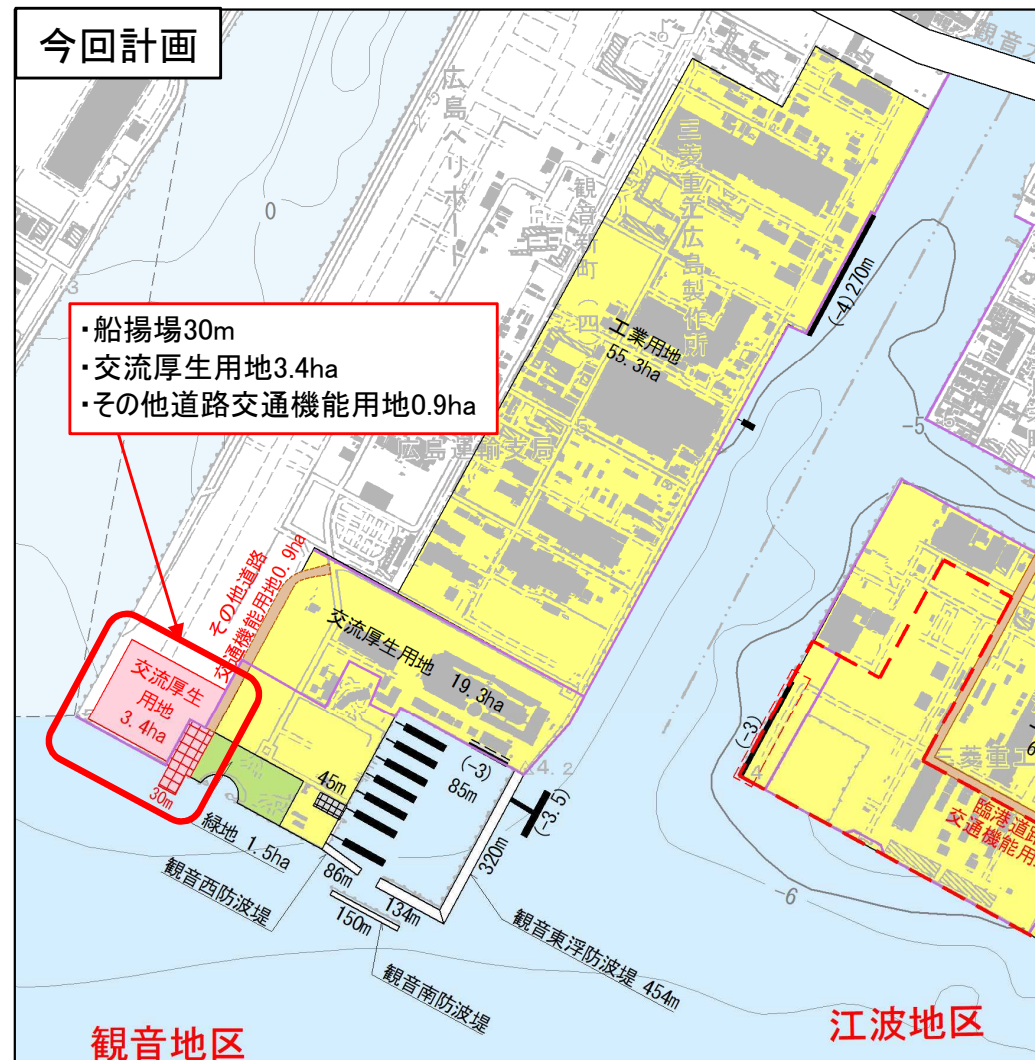 今回計画
観音
広島ヘリポート
三菱重工広島製作所
観音新町(四)
0
3
(-4)270m
・船揚場30m
・交流厚生用地3.4ha
・その他道路交通機能用地0.9ha
工業用地
55.3ha
5
-5
広島運輸支局
その他道路
交通機能用地0.9ha
交流厚生用地 19.3ha
交流厚生
用地
3.4ha
30m
45m
(-3)
85m
4.2
(-3.5)
320m
緑地 1.5ha
86m
134m
150m
観音西防波堤
観音南防波堤
観音東浮防波堤 454m
(-3)
4
三菱重工
臨港道路
交通機能用
-6
観音地区
江波地区